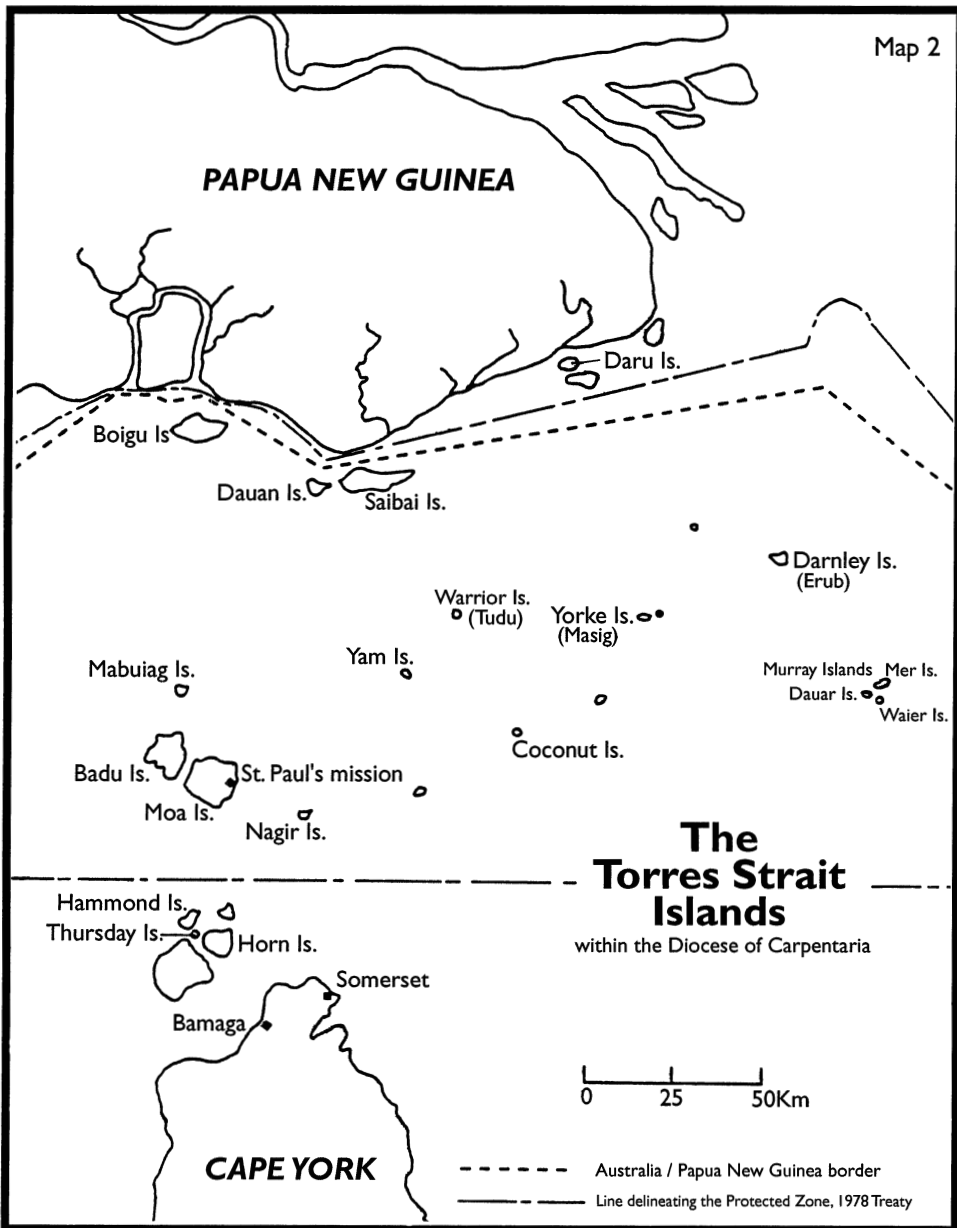 Map 2
PAPUA NEW GUINEA
Daru Is.
Boigu Is
Dauan Is.
Saibai Is.
Darnley Is.
(Erub)
Warrior Is.
(Tudu)
Yorke Is.
(Masig)
Yam Is.
Mabuiag Is.
Murray Islands
Mer Is.
Dauar Is.
Waier Is.
Coconut Is.
Badu Is.
St. Paul's mission
Moa Is.
Nagir Is.
The
Torres Strait
Islands
within the Diocese of Carpentaria
Hammond Is.
Thursday Is.
Horn Is.
Somerset
Bamaga
0 25 50Km
CAPE YORK
Australia / Papua New Guinea border
Line delineating the Protected Zone, 1978 Treaty